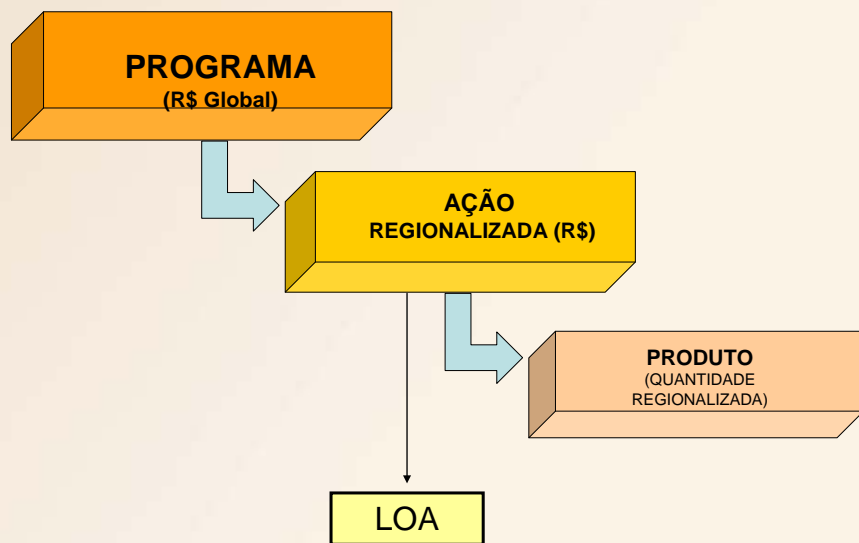 PROGRAMA
(R$ Global)
AÇÃO
REGIONALIZADA (R$)
PRODUTO
(QUANTIDADE
REGIONALIZADA)
LOA